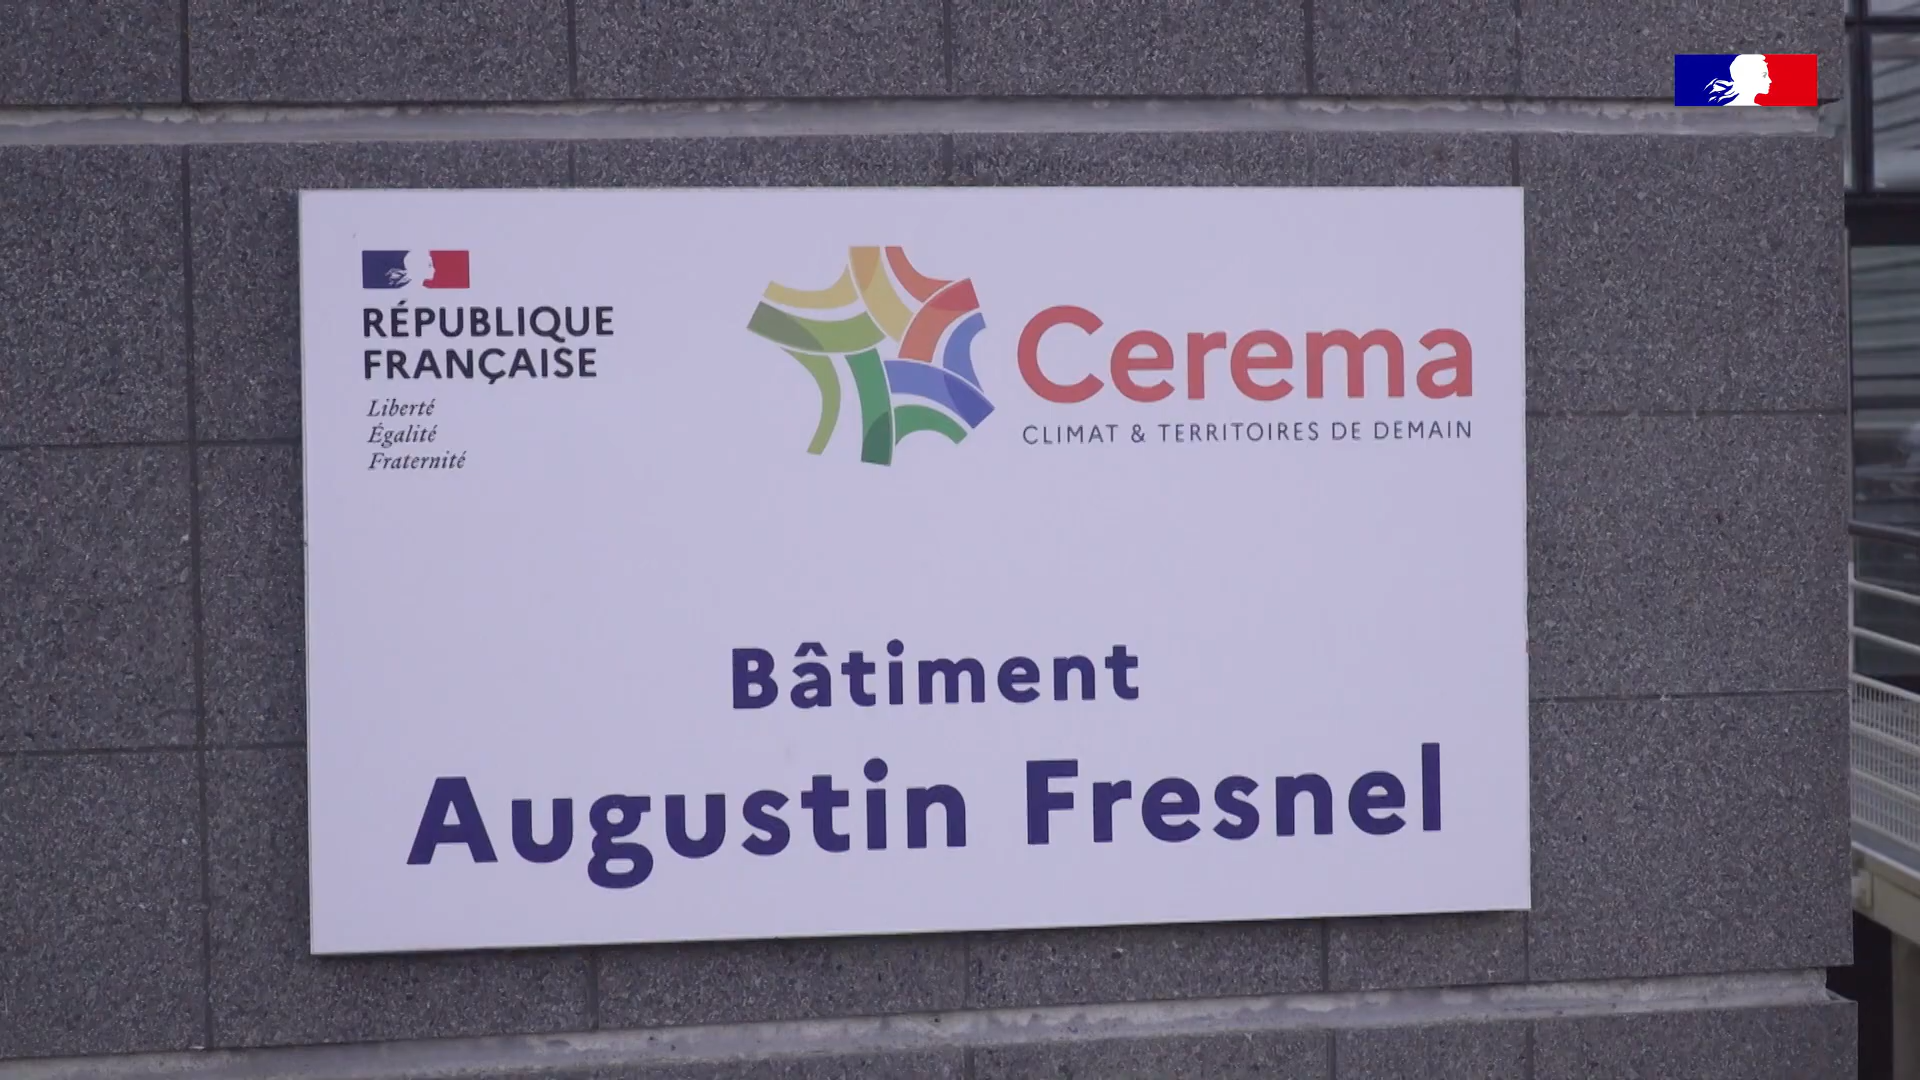 RÉPUBLIQUE
FRANÇAISE
Liberté
Égalité
Fraternité
Cerema
CLIMAT & TERRITOIRES DE DEMAIN
Bâtiment
Augustin Fresnel